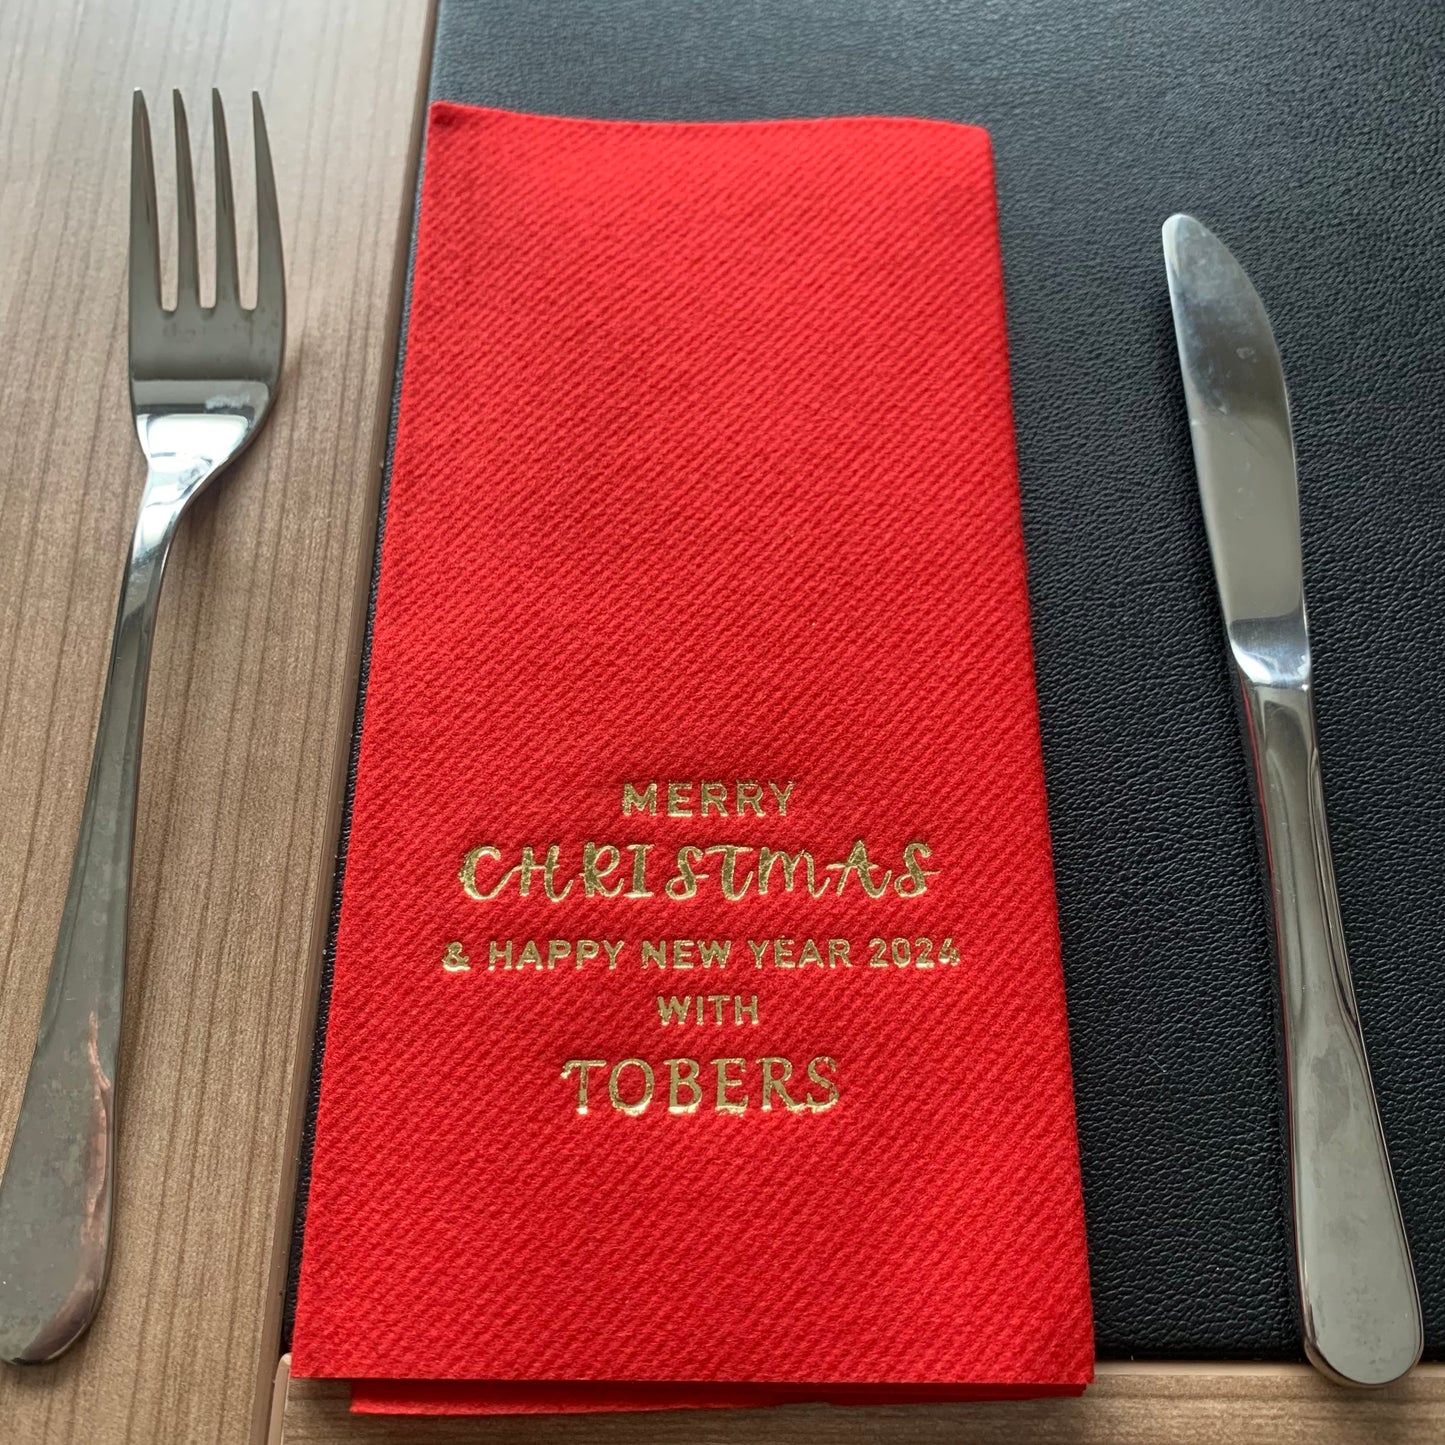 MERRY
CHRISTMAS
& HAPPY NEW YEAR 2024
WITH
TOBERS